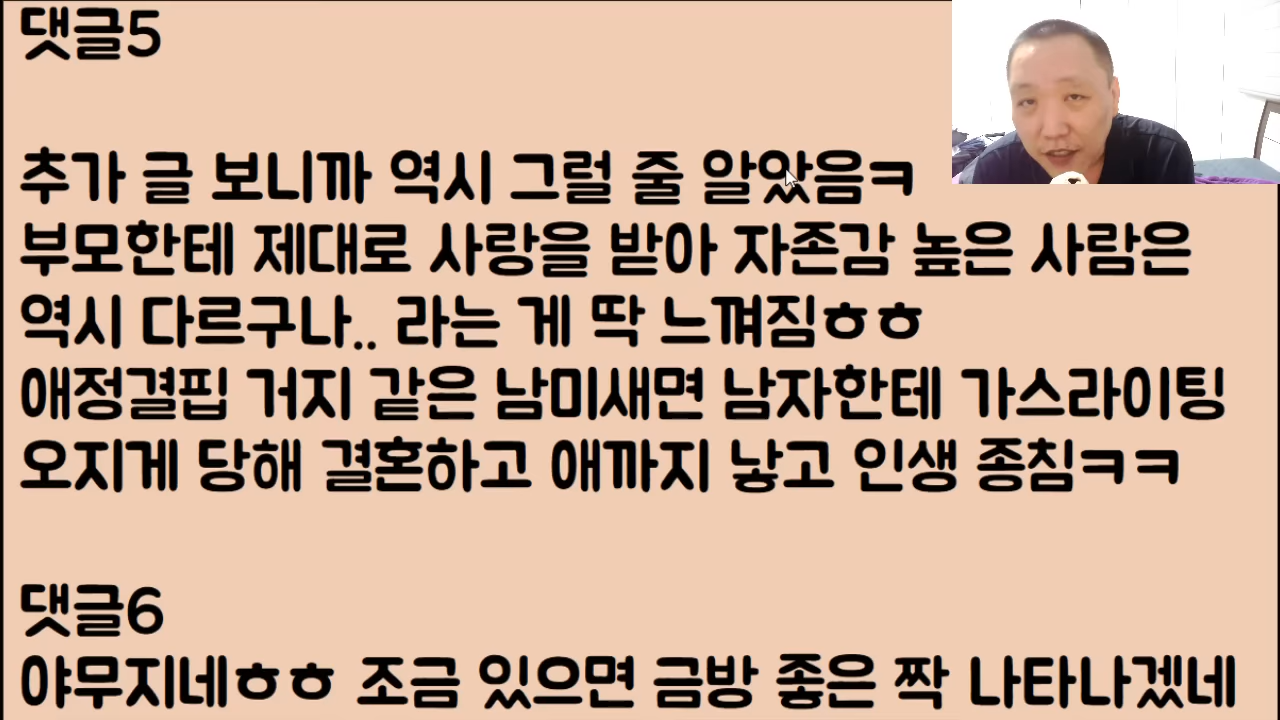 댓글5
추가 글 보니까 역시 그럴 줄 알았음ㅋ
부모한테 제대로 사랑을 받아 자존감 높은 사람은
역시 다르구나.. 라는 게 딱 느껴짐ㅎㅎ
애정결핍 거지 같은 남미새면 남자한테 가스라이팅
오지게 당해 결혼하고 애까지 낳고 인생 종침ㅋㅋ
댓글6
야무지네ㅎㅎ 조금 있으면 금방 좋은 짝 나타나겠네